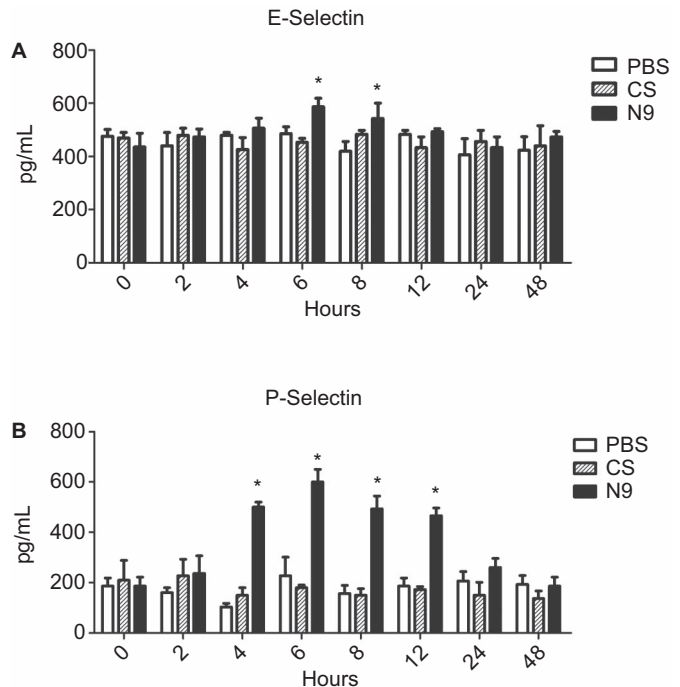 E-Selectin
A
800
600
400
200
0
pg/mL
* *
PBS
CS
N9
0 2 4 6 8 12 24 48
Hours
P-Selectin
B
800
600
400
200
0
pg/mL
* * * *
PBS
CS
N9
0 2 4 6 8 12 24 48
Hours